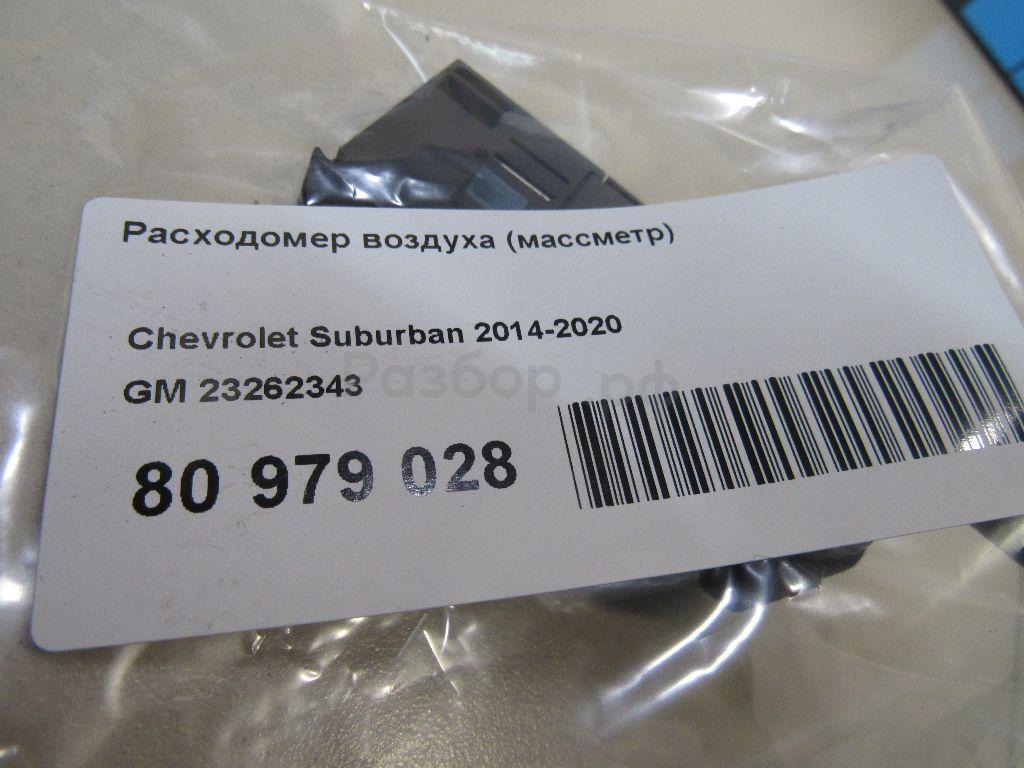 Расходомер воздуха (массметр)
Chevrolet Suburban 2014-2020
GM 23262343
Разбор.рф
80 979 028